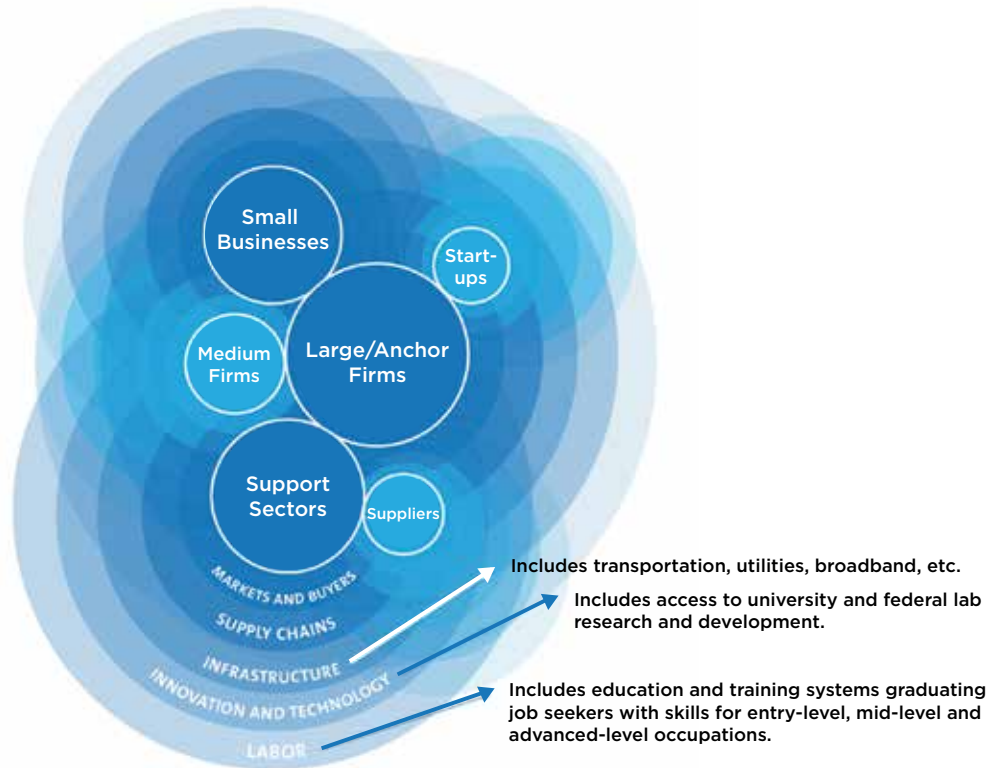 Small
Businesses
Start-
ups
Medium
Firms
Large/Anchor
Firms
Support
Sectors
Suppliers
MARKETS AND BUYERS
SUPPLY CHAINS
INFRASTRUCTURE
INNOVATION AND TECHNOLOGY
LABOR
Includes transportation, utilities, broadband, etc.
Includes access to university and federal lab
research and development.
Includes education and training systems graduating
job seekers with skills for entry-level, mid-level and
advanced-level occupations.